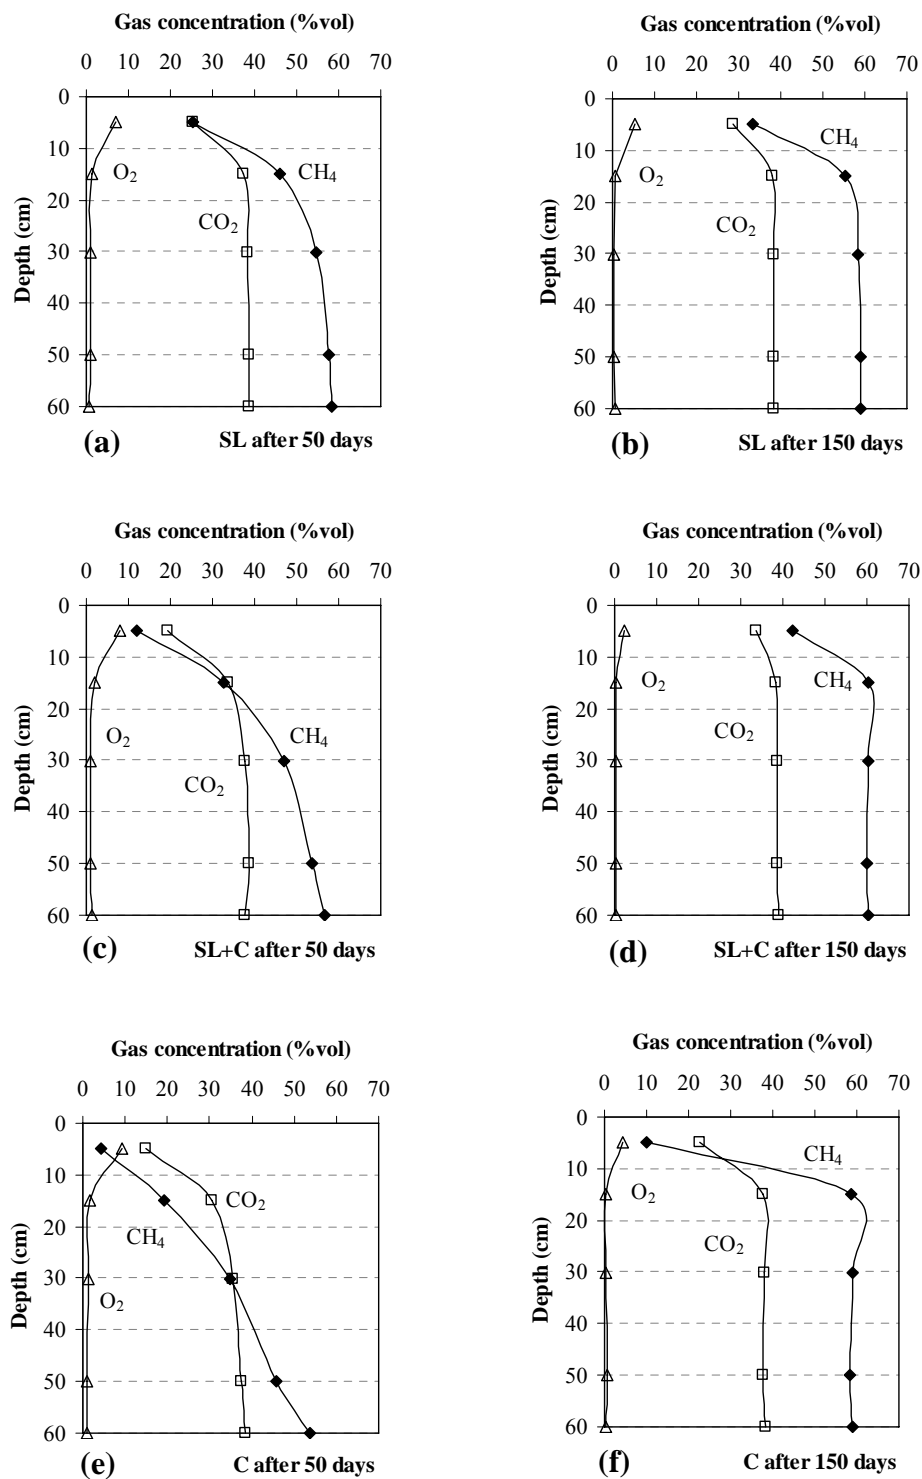 Gas concentration (%vol)
0 10 20 30 40 50 60 70
0
10
20
30
40
50
60
Depth (cm)
O2
CH4
CO2
(a)
SL after 50 days
Gas concentration (%vol)
0 10 20 30 40 50 60 70
0
10
20
30
40
50
60
Depth (cm)
CH4
O2
CO2
(b)
SL after 150 days
Gas concentration (%vol)
0 10 20 30 40 50 60 70
0
10
20
30
40
50
60
Depth (cm)
O2
CH4
CO2
(c)
SL+C after 50 days
Gas concentration (%vol)
0 10 20 30 40 50 60 70
0
10
20
30
40
50
60
Depth (cm)
O2
CH4
CO2
(d)
SL+C after 150 days
Gas concentration (%vol)
0 10 20 30 40 50 60 70
0
10
20
30
40
50
60
Depth (cm)
CO2
CH4
O2
(e)
C after 50 days
Gas concentration (%vol)
0 10 20 30 40 50 60 70
0
10
20
30
40
50
60
Depth (cm)
CH4
O2
CO2
(f)
C after 150 days